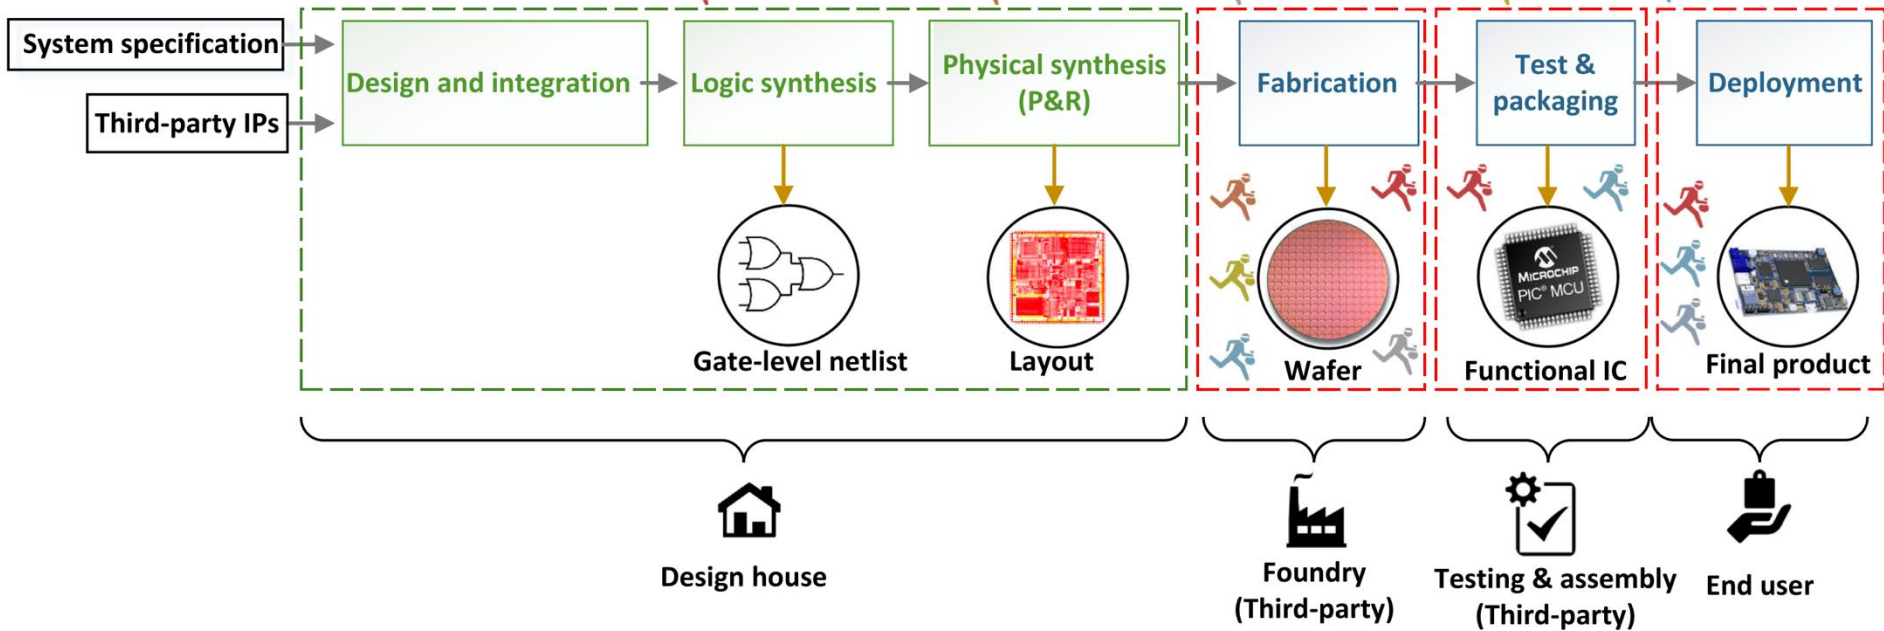 System specification
Third-party IPs
Design and integration
Logic synthesis
Physical synthesis
(P&R)
Fabrication
Test &
packaging
Deployment
MICROCHIP
PIC® MCU
Gate-level netlist
Layout
Wafer
Functional IC
Final product
Design house
Foundry
(Third-party)
Testing & assembly
(Third-party)
End user